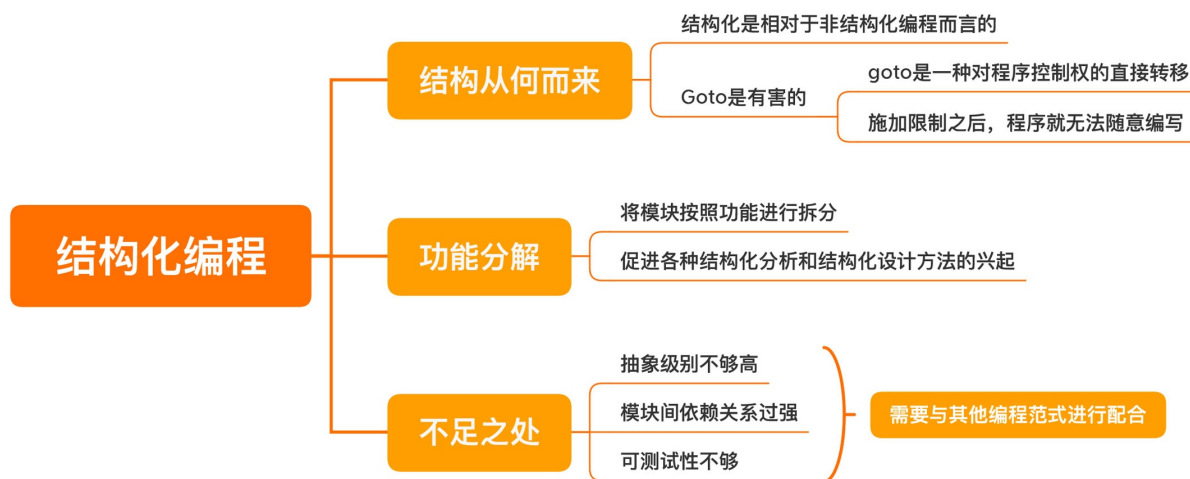 结构化编程
结构从何而来
结构化是相对于非结构化编程而言的
Goto是有害的
goto是一种对程序控制权的直接转移
施加限制之后，程序就无法随意编写
功能分解
将模块按照功能进行拆分
促进各种结构化分析和结构化设计方法的兴起
不足之处
抽象级别不够高
模块间依赖关系过强
可测试性不够
需要与其他编程范式进行配合